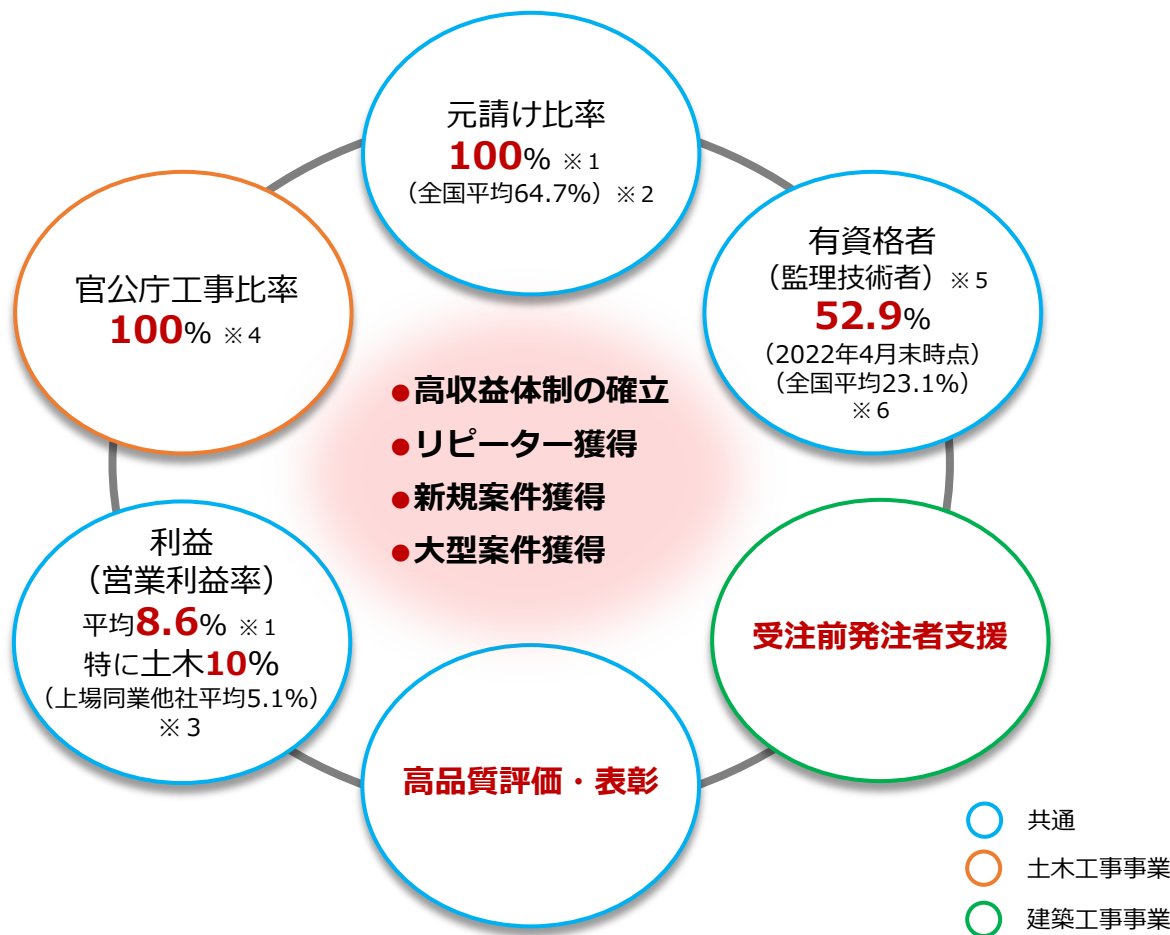 元請け比率
100% ※1
（全国平均64.7%）※2
有資格者
（監理技術者）※5
52.9%
（2022年4月末時点）
（全国平均23.1%）
※6
官公庁工事比率
100% ※4
●高収益体制の確立
●リピーター獲得
●新規案件獲得
●大型案件獲得
利益
（営業利益率）
平均8.6% ※1
特に土木10%
（上場同業他社平均5.1%）
※3
受注前発注者支援
高品質評価・表彰
共通
土木工事事業
建築工事事業